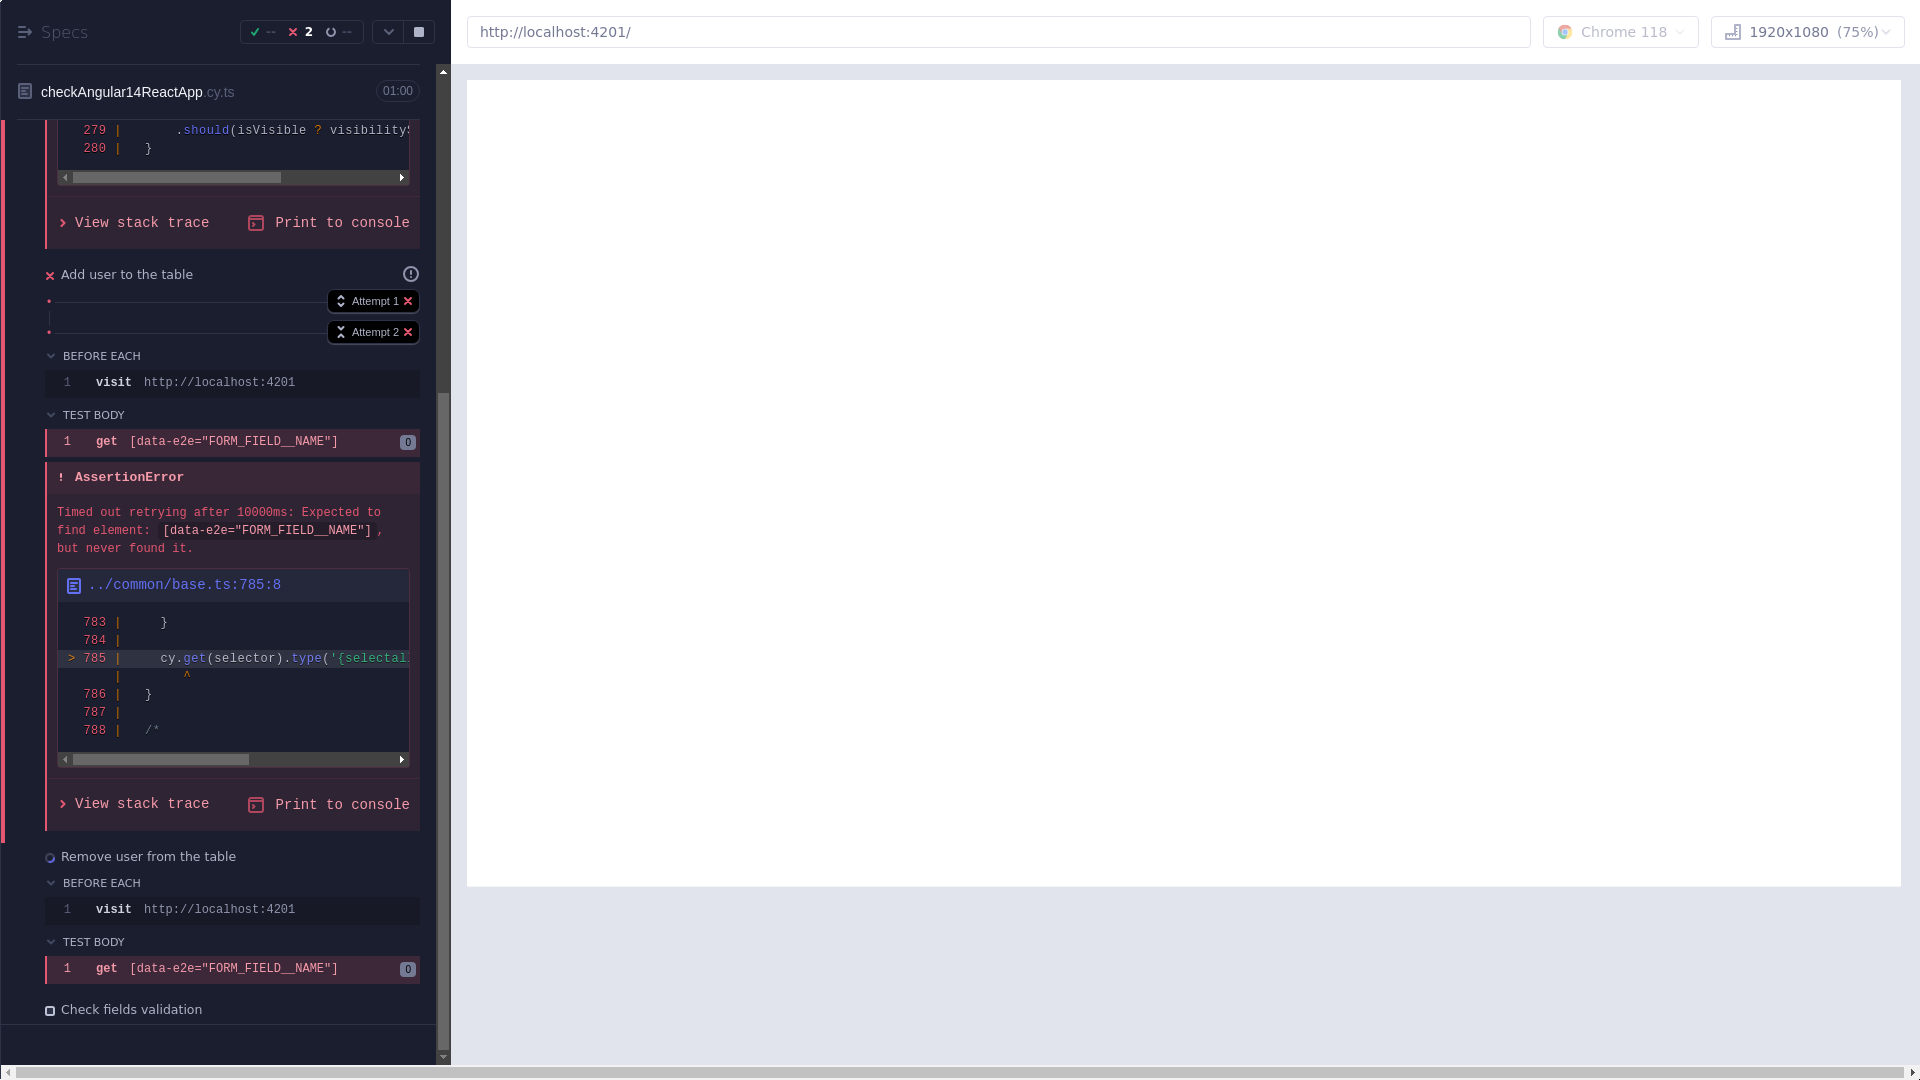 Specs
-- 2 --
http://localhost:4201/
Chrome 118
1920x1080 (75%)
checkAngular14ReactApp.cy.ts
01:00
279 | .should(isVisible ? visibility
280 | }
View stack trace
Print to console
Add user to the table
Attempt 1
Attempt 2
BEFORE EACH
1 visit http://localhost:4201
TEST BODY
1 get [data-e2e="FORM_FIELD__NAME"] 0
! AssertionError
Timed out retrying after 10000ms: Expected to
find element: [data-e2e="FORM_FIELD__NAME"],
but never found it.
../common/base.ts:785:8
783 | }
784 |
> 785 | cy.get(selector).type('{selectal
| ^
786 | }
787 |
788 | /*
View stack trace
Print to console
Remove user from the table
BEFORE EACH
1 visit http://localhost:4201
TEST BODY
1 get [data-e2e="FORM_FIELD__NAME"] 0
Check fields validation